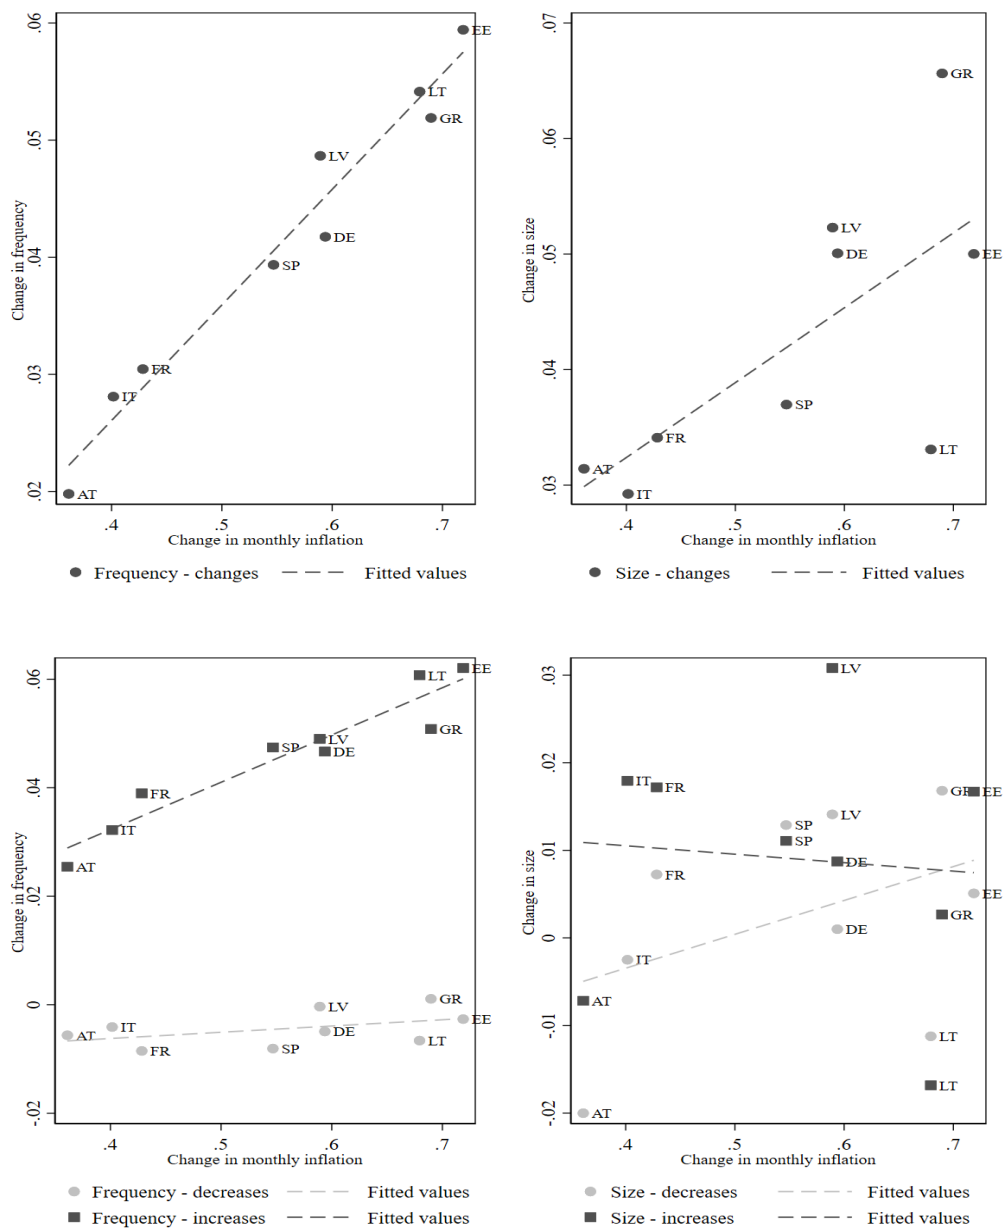 .06
.05
.04
.03
.02
Change in frequency
EE
LT
GR
LV
DE
SP
FR
IT
AT
.4 .5 .6 .7
Change in monthly inflation
Frequency - changes Fitted values
.07
.06
.05
.04
.03
Change in size
GR
LV
DE
EE
SP
FR
LT
AT
IT
.4 .5 .6 .7
Change in monthly inflation
Size - changes Fitted values
.06
.04
.02
0
-.02
Change in frequency
EE
LT
GR
LV
SP
DE
FR
IT
AT
GR
LV
EE
IT
DE
AT
LT
SP
FR
.4 .5 .6 .7
Change in monthly inflation
Frequency - decreases Fitted values
Frequency - increases Fitted values
.03
.02
.01
0
-.01
-.02
Change in size
LV
IT
FR
GR
EE
LV
SP
SP
DE
FR
EE
GR
DE
IT
AT
LT
LT
AT
.4 .5 .6 .7
Change in monthly inflation
Size - decreases Fitted values
Size - increases Fitted values